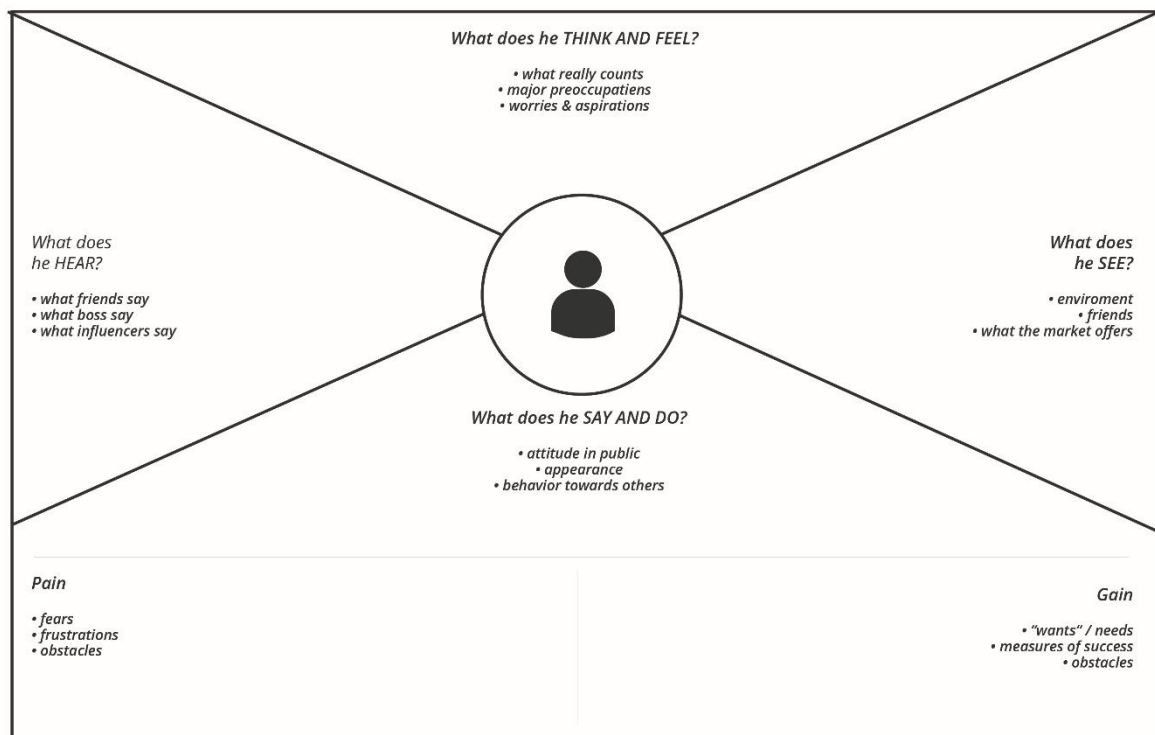 What does he THINK AND FEEL?
• what really counts
• major preoccupatiens
• worries & aspirations
What does
he HEAR?
• what friends say
• what boss say
• what influencers say
What does
he SEE?
• enviroment
• friends
• what the market offers
What does he SAY AND DO?
• attitude in public
• appearance
• behavior towards others
Pain
• fears
• frustrations
• obstacles
Gain
• “wants” / needs
• measures of success
• obstacles